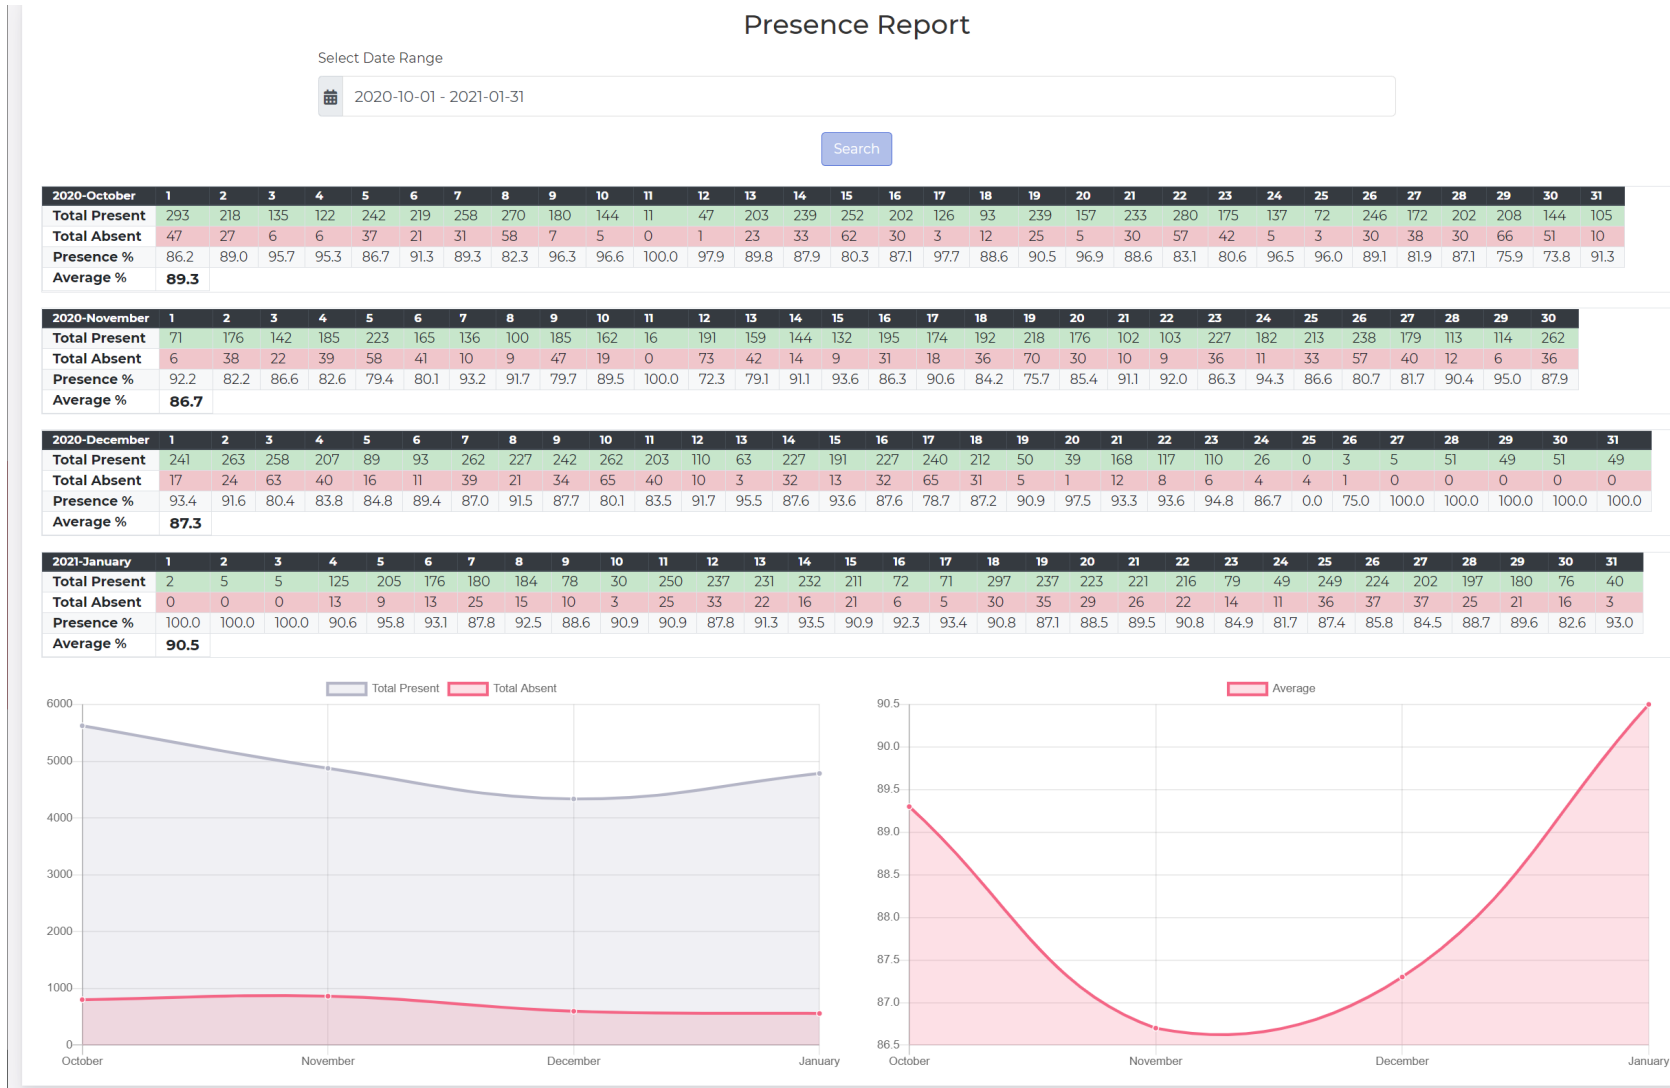 Presence Report
Select Date Range
2020-10-01 - 2021-01-31
Search
2020-October 1 2 3 4 5 6 7 8 9 10 11 12 13 14 15 16 17 18 19 20 21 22 23 24 25 26 27 28 29 30 31
Total Present 293 218 135 122 242 219 258 270 180 144 11 47 203 239 252 202 126 93 239 157 233 280 175 137 72 246 172 202 208 144 105
Total Absent 47 27 6 6 37 21 31 58 7 5 0 1 23 33 62 30 3 12 25 5 30 57 42 5 3 30 38 30 66 51 10
Presence % 86.2 89.0 95.7 95.3 86.7 91.3 89.3 82.3 96.3 96.6 100.0 97.9 89.8 87.9 80.3 87.1 97.7 88.6 90.5 96.9 88.6 83.1 80.6 96.5 96.0 89.1 81.9 87.1 75.9 73.8 91.3
Average % 89.3
2020-November 1 2 3 4 5 6 7 8 9 10 11 12 13 14 15 16 17 18 19 20 21 22 23 24 25 26 27 28 29 30
Total Present 71 176 142 185 223 165 136 100 185 162 16 191 159 144 132 195 174 192 218 176 102 103 227 182 213 238 179 113 114 262
Total Absent 6 38 22 39 58 41 10 9 47 19 0 73 42 14 9 31 18 36 70 30 10 9 36 11 33 57 40 12 6 36
Presence % 92.2 82.2 86.6 82.6 79.4 80.1 93.2 91.7 79.7 89.5 100.0 72.3 79.1 91.1 93.6 86.3 90.6 84.2 75.7 85.4 91.1 92.0 86.3 94.3 86.6 80.7 81.7 90.4 95.0 87.9
Average % 86.7
2020-December 1 2 3 4 5 6 7 8 9 10 11 12 13 14 15 16 17 18 19 20 21 22 23 24 25 26 27 28 29 30 31
Total Present 241 263 258 207 89 93 262 227 242 262 203 110 63 227 191 227 240 212 50 39 168 117 110 26 0 3 5 51 49 51 49
Total Absent 17 24 63 40 16 11 39 21 34 65 40 10 3 32 13 32 65 31 5 1 12 8 6 4 4 1 0 0 0 0 0
Presence % 93.4 91.6 80.4 83.8 84.8 89.4 87.0 91.5 87.7 80.1 83.5 91.7 95.5 87.6 93.6 87.6 78.7 87.2 90.9 97.5 93.3 93.6 94.8 86.7 0.0 75.0 100.0 100.0 100.0 100.0 100.0
Average % 87.3
2021-January 1 2 3 4 5 6 7 8 9 10 11 12 13 14 15 16 17 18 19 20 21 22 23 24 25 26 27 28 29 30 31
Total Present 2 5 5 125 205 176 180 184 78 30 250 237 231 232 211 72 71 297 237 223 221 216 79 49 249 224 202 197 180 76 40
Total Absent 0 0 0 13 9 13 25 15 10 3 25 33 22 16 21 6 5 30 35 29 26 22 14 11 36 37 37 25 21 16 3
Presence % 100.0 100.0 100.0 90.6 95.8 93.1 87.8 92.5 88.6 90.9 90.9 87.8 91.3 93.5 90.9 92.3 93.4 90.8 87.1 88.5 89.5 90.8 84.9 81.7 87.4 85.8 84.5 88.7 89.6 82.6 93.0
Average % 90.5
Total Present Total Absent
6000
5000
4000
3000
2000
1000
0
October November December January
Average
90.5
90.0
89.5
89.0
88.5
88.0
87.5
87.0
86.5
October November December January